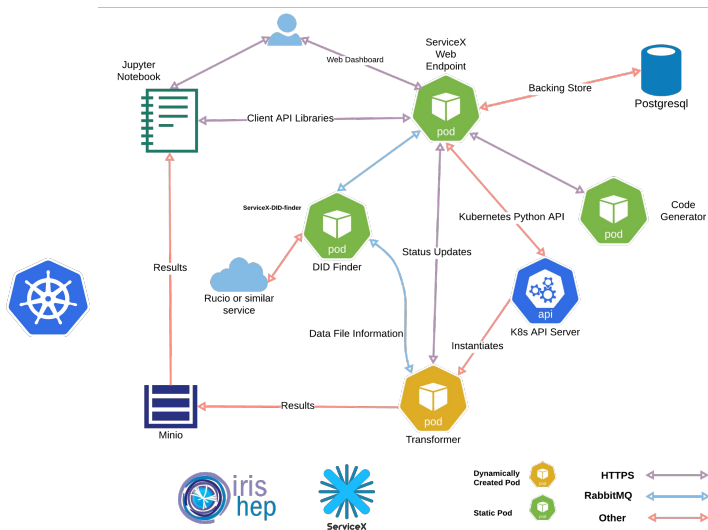 ServiceX
Web
Endpoint
Jupyter
Notebook
Web Dashboard
Backing Store
Postgresql
pod
Client API Libraries
ServiceX-DID-finder
Kubernetes Python API
pod
Code
Generator
pod
DID Finder
Status Updates
Results
Rucio or similar
service
api
K8s API Server
Data File Information
Instantiates
Results
pod
Minio
Transformer
iris
hep
ServiceX
Dynamically
Created Pod
pod
Static Pod
pod
HTTPS
RabbitMQ
Other